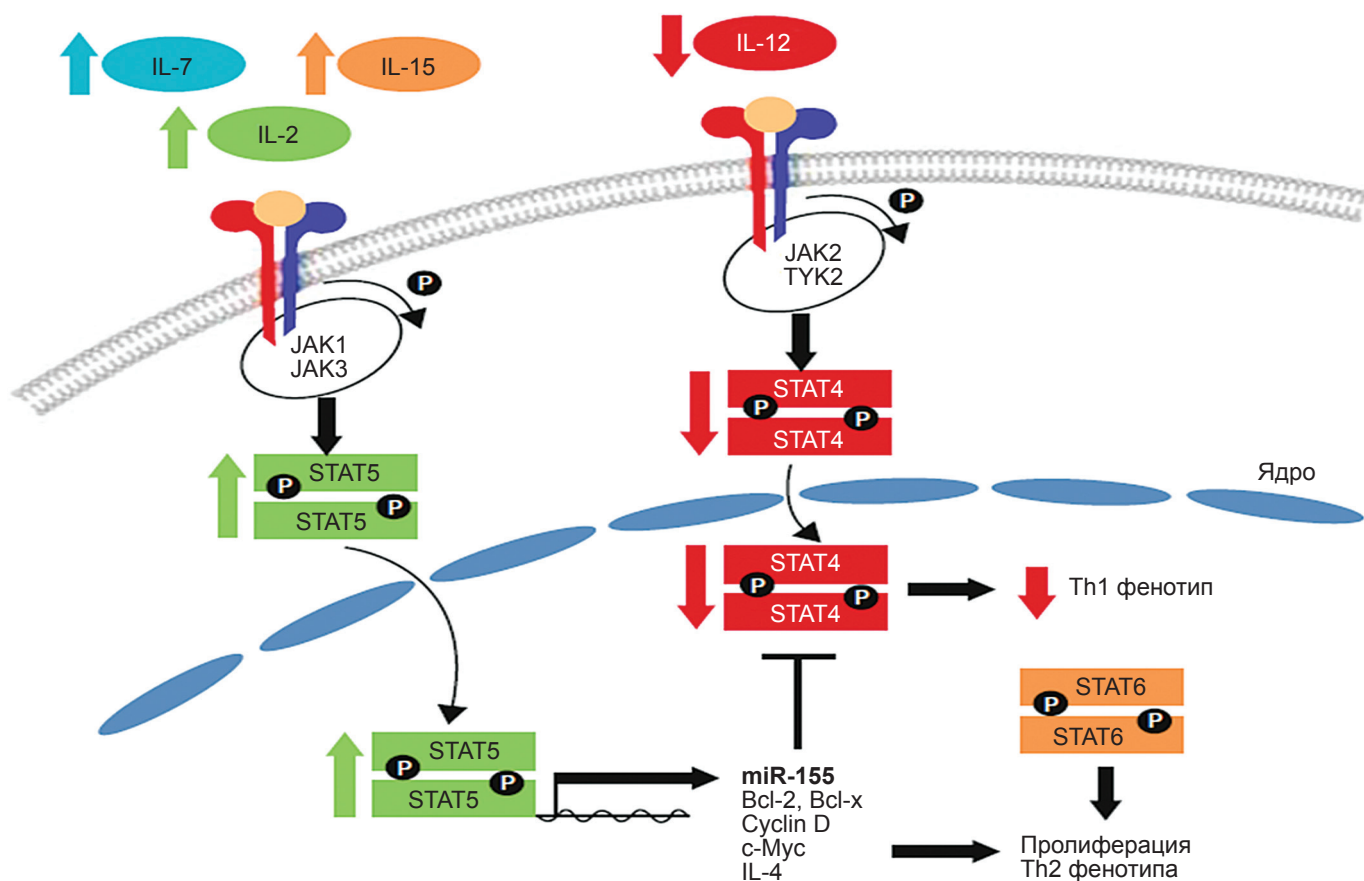 IL-7
IL-15
IL-2
IL-12
P
JAK1
JAK3
P
JAK2
TYK2
STAT5
P
P
STAT5
STAT4
P
P
STAT4
Ядро
STAT4
P
P
STAT4
Th1 фенотип
STAT5
P
P
STAT5
miR-155
Bcl-2, Bcl-x
Cyclin D
c-Myc
IL-4
STAT6
P
P
STAT6
Пролиферация
Th2 фенотипа